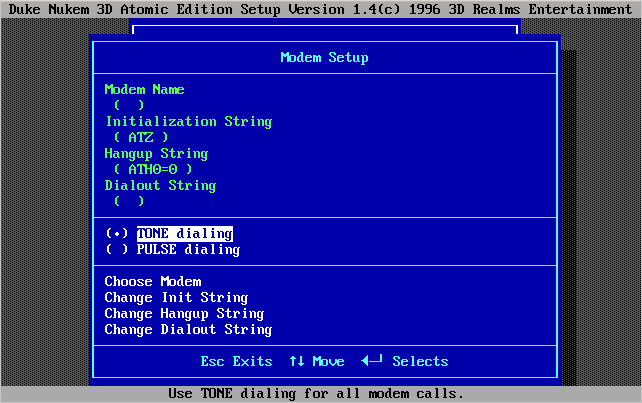 Duke Nukem 3D Atomic Edition Setup Version 1.4(c) 1996 3D Realms Entertainment
Modem Setup
Modem Name
(  )
Initialization String
( ATZ )
Hangup String
( ATH0=0 )
Dialout String
(  )
(•) TONE dialing
( ) PULSE dialing
Choose Modem
Change Init String
Change Hangup String
Change Dialout String
Esc Exits ↑↓ Move ◄─┘ Selects
Use TONE dialing for all modem calls.